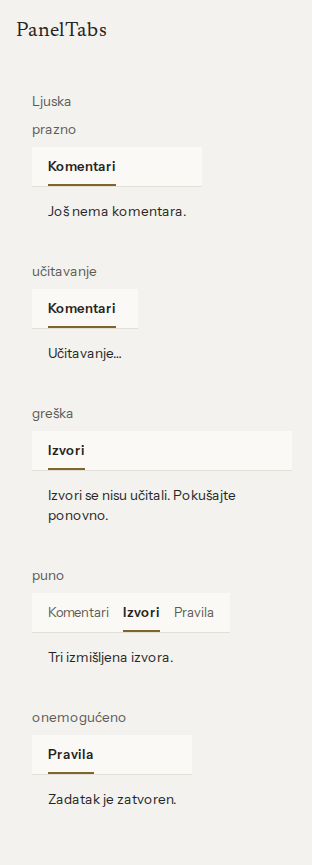 PanelTabs
Ljuska
prazno
Komentari
Još nema komentara.
učitavanje
Komentari
Učitavanje…
greška
Izvori
Izvori se nisu učitali. Pokušajte
ponovno.
puno
Komentari Izvori Pravila
Tri izmišljena izvora.
onemogućeno
Pravila
Zadatak je zatvoren.